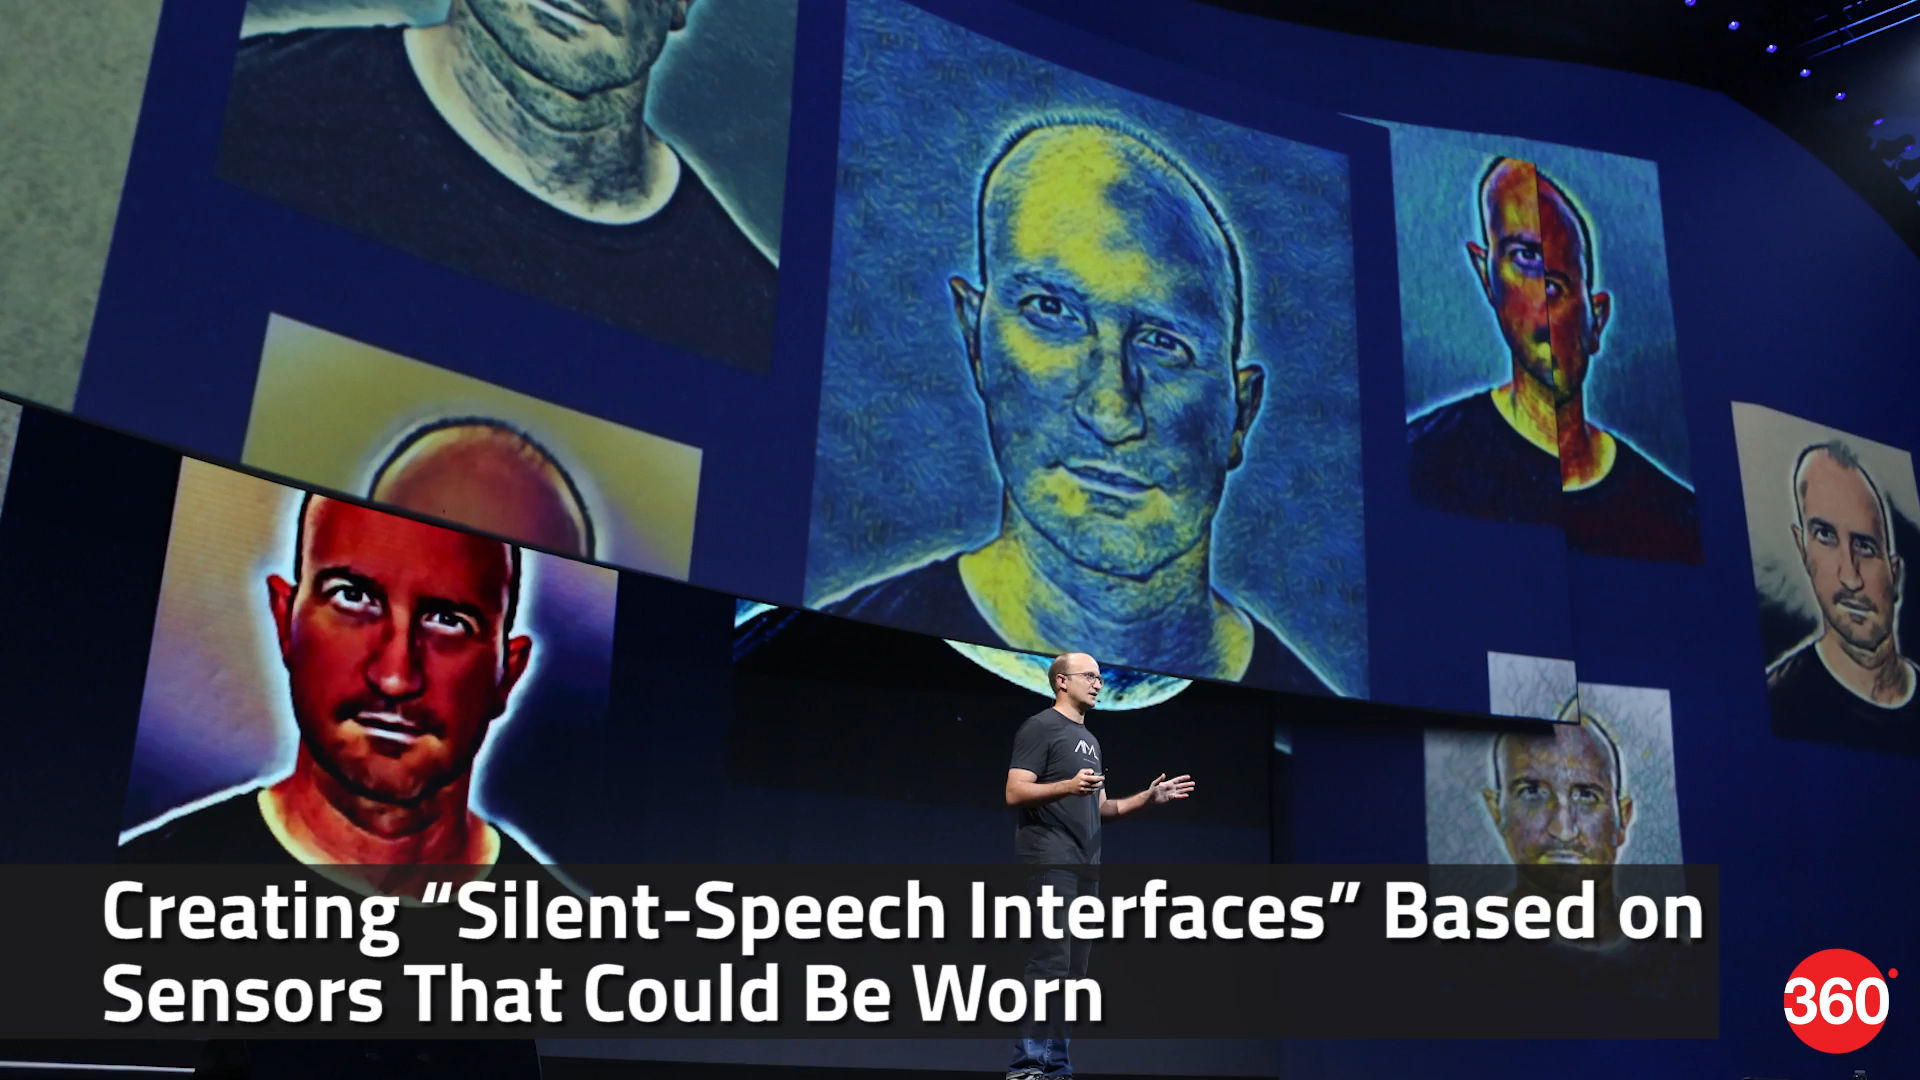 Creating “Silent-Speech Interfaces” Based on
Sensors That Could Be Worn
360